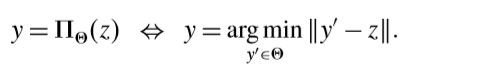 y = Π_Θ(z) ⇔ y = arg min_{y′∈Θ} ‖y′ − z‖.